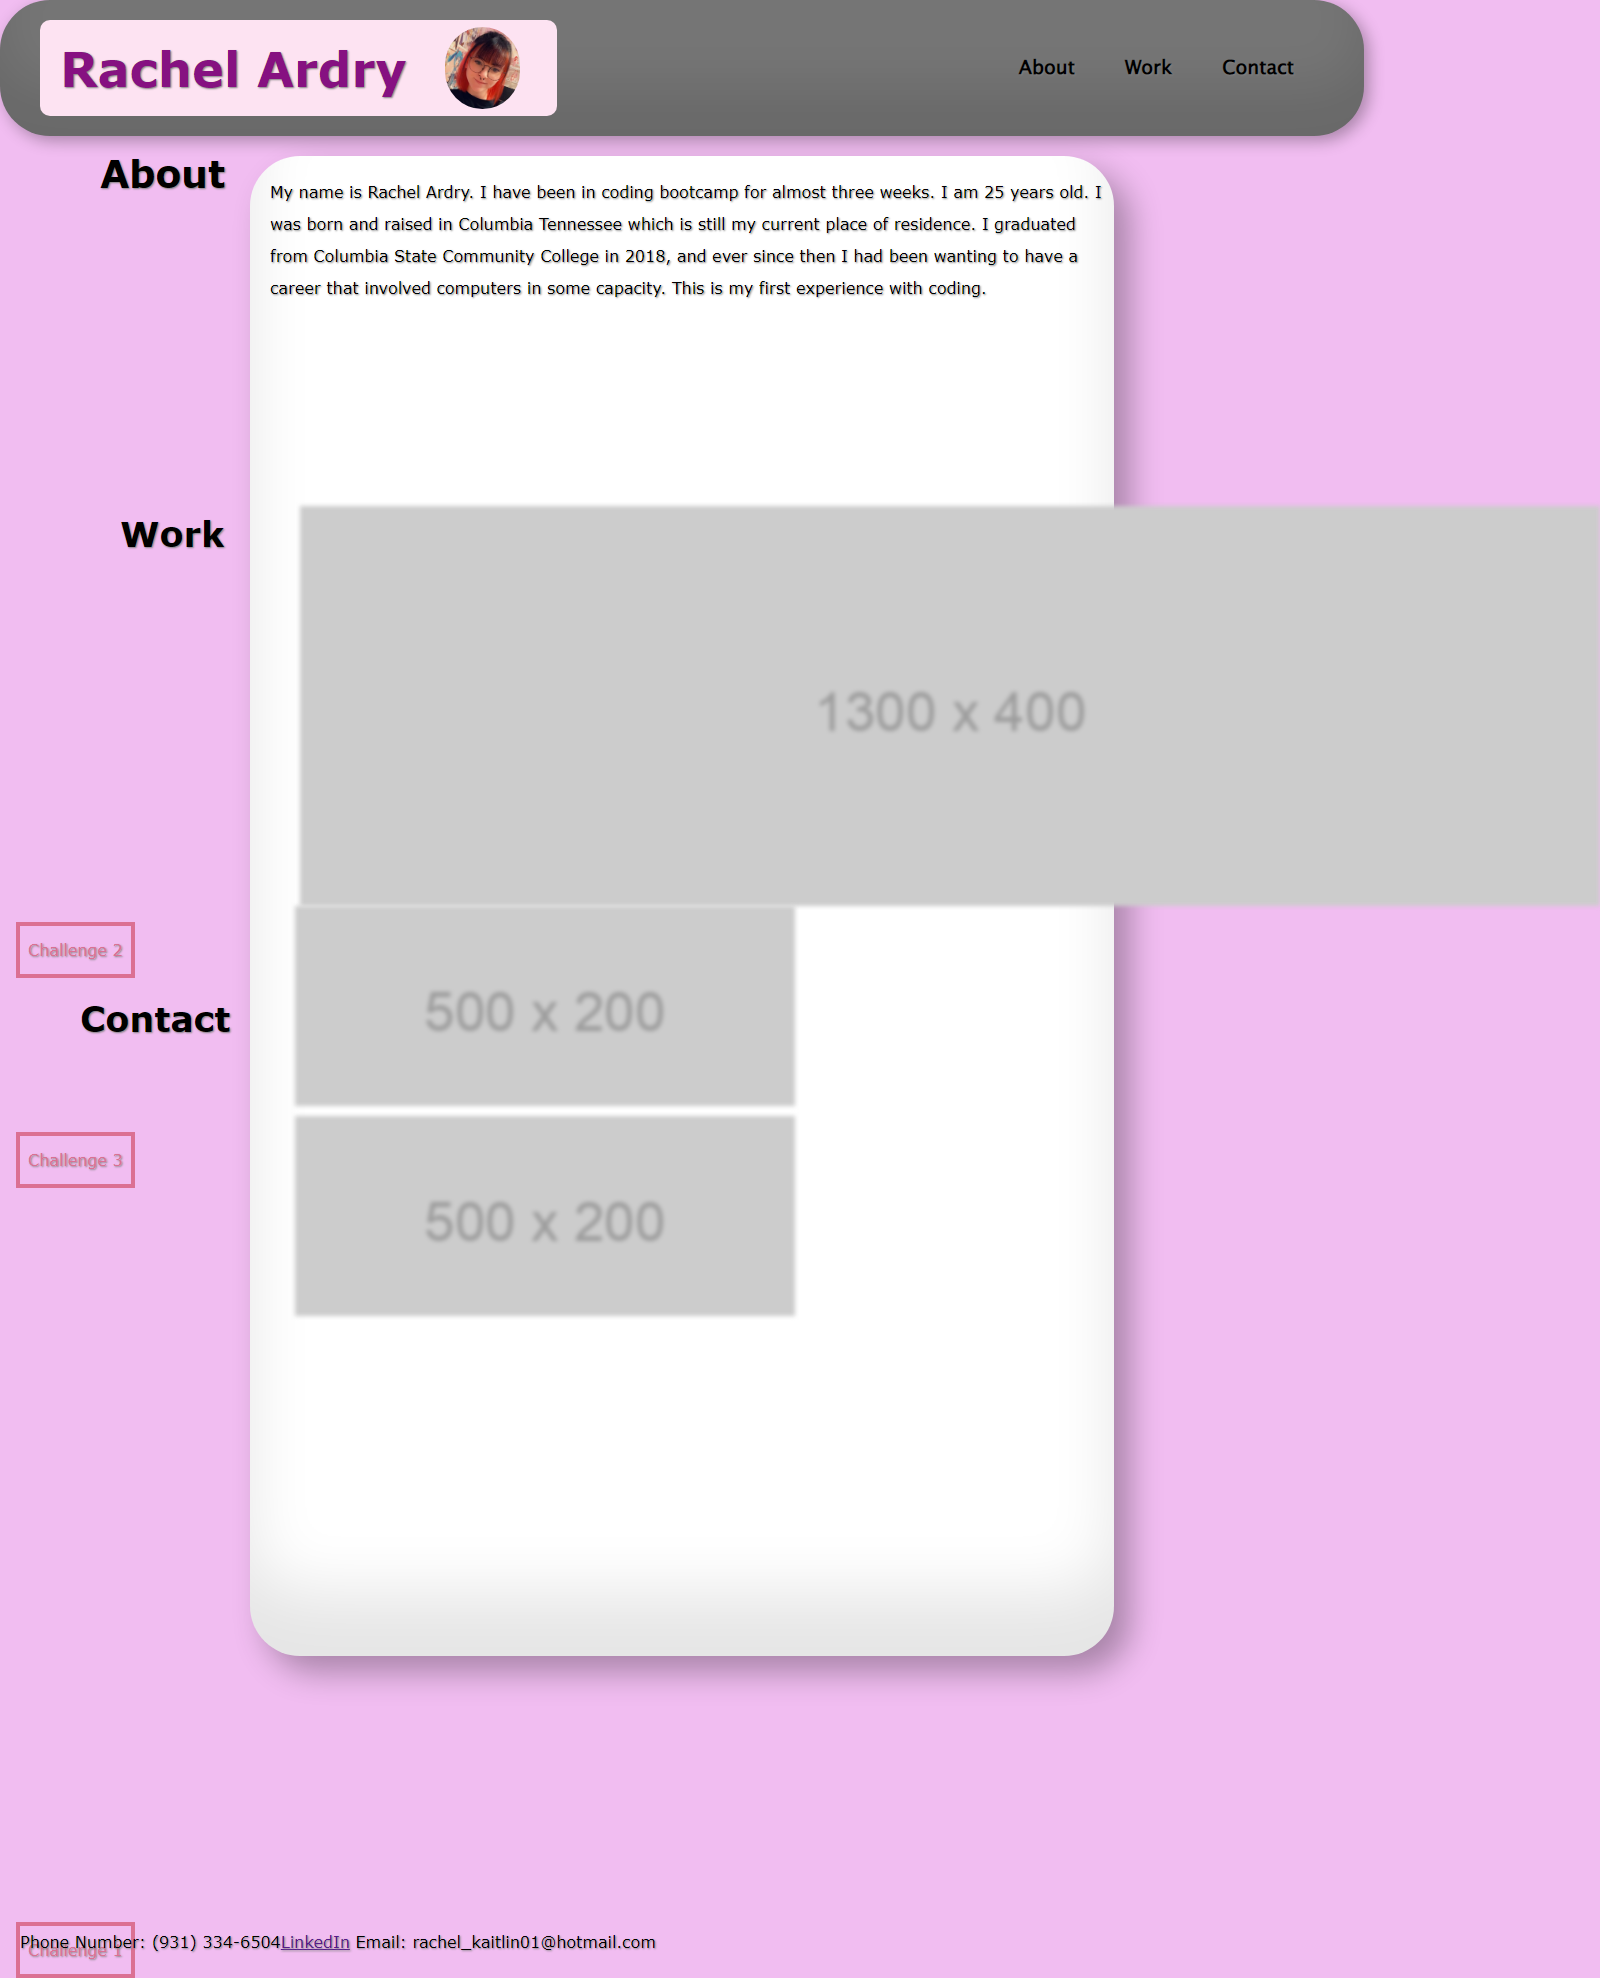 Rachel Ardry
About
Work
Contact
About
My name is Rachel Ardry. I have been in coding bootcamp for almost three weeks. I am 25 years old. I
was born and raised in Columbia Tennessee which is still my current place of residence. I graduated
from Columbia State Community College in 2018, and ever since then I had been wanting to have a
career that involved computers in some capacity. This is my first experience with coding.
Work
1300 x 400
Challenge 2
500 x 200
Contact
Challenge 3
500 x 200
Challenge 1
Phone Number: (931) 334-6504LinkedIn Email: rachel_kaitlin01@hotmail.com